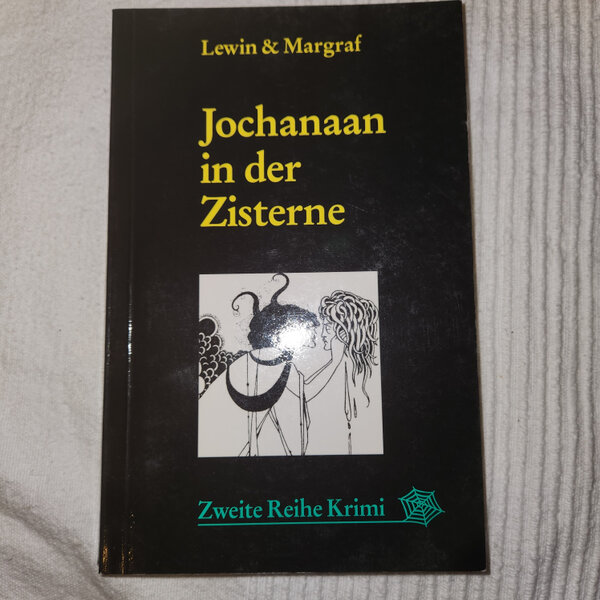 Lewin & Margraf
Jochanaan
in der
Zisterne
Zweite Reihe Krimi